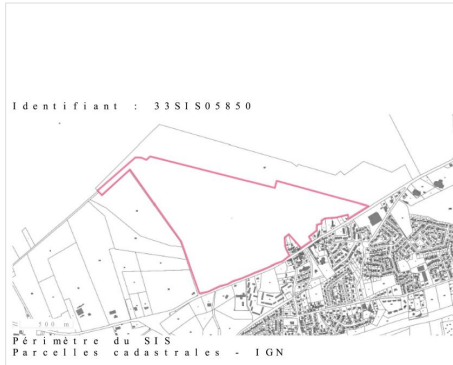 Identifiant : 33SIS05850
500 m
Périmètre du SIS
Parcelles cadastrales - IGN